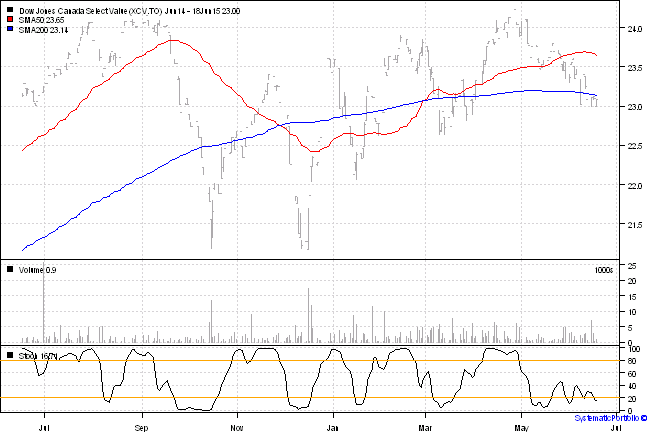 Dow Jones Canada Select Value (XCV,TO) Jun 14 - 18Jun15 23.00
SMA50 23.65
SMA200 23.14
24.0
23.5
23.0
22.5
22.0
21.5
Volume 0.9
1000s
25
20
15
10
5
0
Stoch 16.71
100
80
60
40
20
0
Jul
Sep
Nov
Jan
Mar
May
Jul
SystematicPortfolio ©